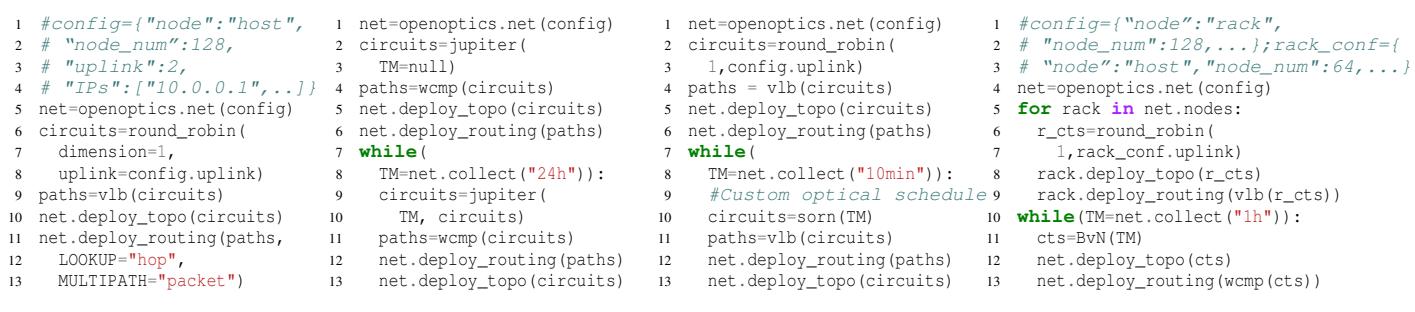 1 #config={"node":"host",
2 # “node_num”:128,
3 # "uplink":2,
4 # "IPs":["10.0.0.1",..]}
5 net=openoptics.net(config)
6 circuits=round_robin(
7 dimension=1,
8 uplink=config.uplink)
9 paths=vlb(circuits)
10 net.deploy_topo(circuits)
11 net.deploy_routing(paths,
12 LOOKUP="hop",
13 MULTIPATH="packet")
1 net=openoptics.net(config)
2 circuits=jupiter(
3 TM=null)
4 paths=wcmp(circuits)
5 net.deploy_topo(circuits)
6 net.deploy_routing(paths)
7 while(
8 TM=net.collect("24h")):
9 circuits=jupiter(
10 TM, circuits)
11 paths=wcmp(circuits)
12 net.deploy_routing(paths)
13 net.deploy_topo(circuits)
1 net=openoptics.net(config)
2 circuits=round_robin(
3 1,config.uplink)
4 paths = vlb(circuits)
5 net.deploy_topo(circuits)
6 net.deploy_routing(paths)
7 while(
8 TM=net.collect("10min")):
9 #Custom optical schedule
10 circuits=sorn(TM)
11 paths=vlb(circuits)
12 net.deploy_routing(paths)
13 net.deploy_topo(circuits)
1 #config={“node”:"rack",
2 # "node_num":128,...};rack_conf={
3 # “node”:"host","node_num":64,...}
4 net=openoptics.net(config)
5 for rack in net.nodes:
6 r_cts=round_robin(
7 1,rack_conf.uplink)
8 rack.deploy_topo(r_cts)
9 rack.deploy_routing(vlb(r_cts))
10 while(TM=net.collect("1h")):
11 cts=BvN(TM)
12 net.deploy_topo(cts)
13 net.deploy_routing(wcmp(cts))